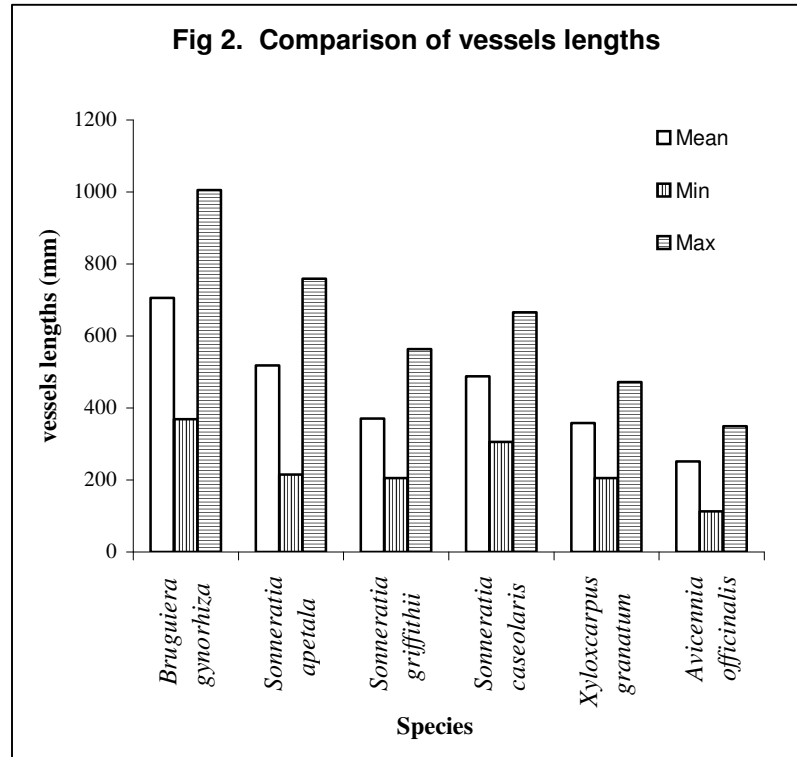 Fig 2. Comparison of vessels lengths
1200
1000
800
600
400
200
0
vessels lengths (mm)
Mean
Min
Max
Bruguiera
gynorhiza
Sonneratia
apetala
Sonneratia
griffithii
Sonneratia
caseolaris
Xyloxcarpus
granatum
Avicennia
officinalis
Species